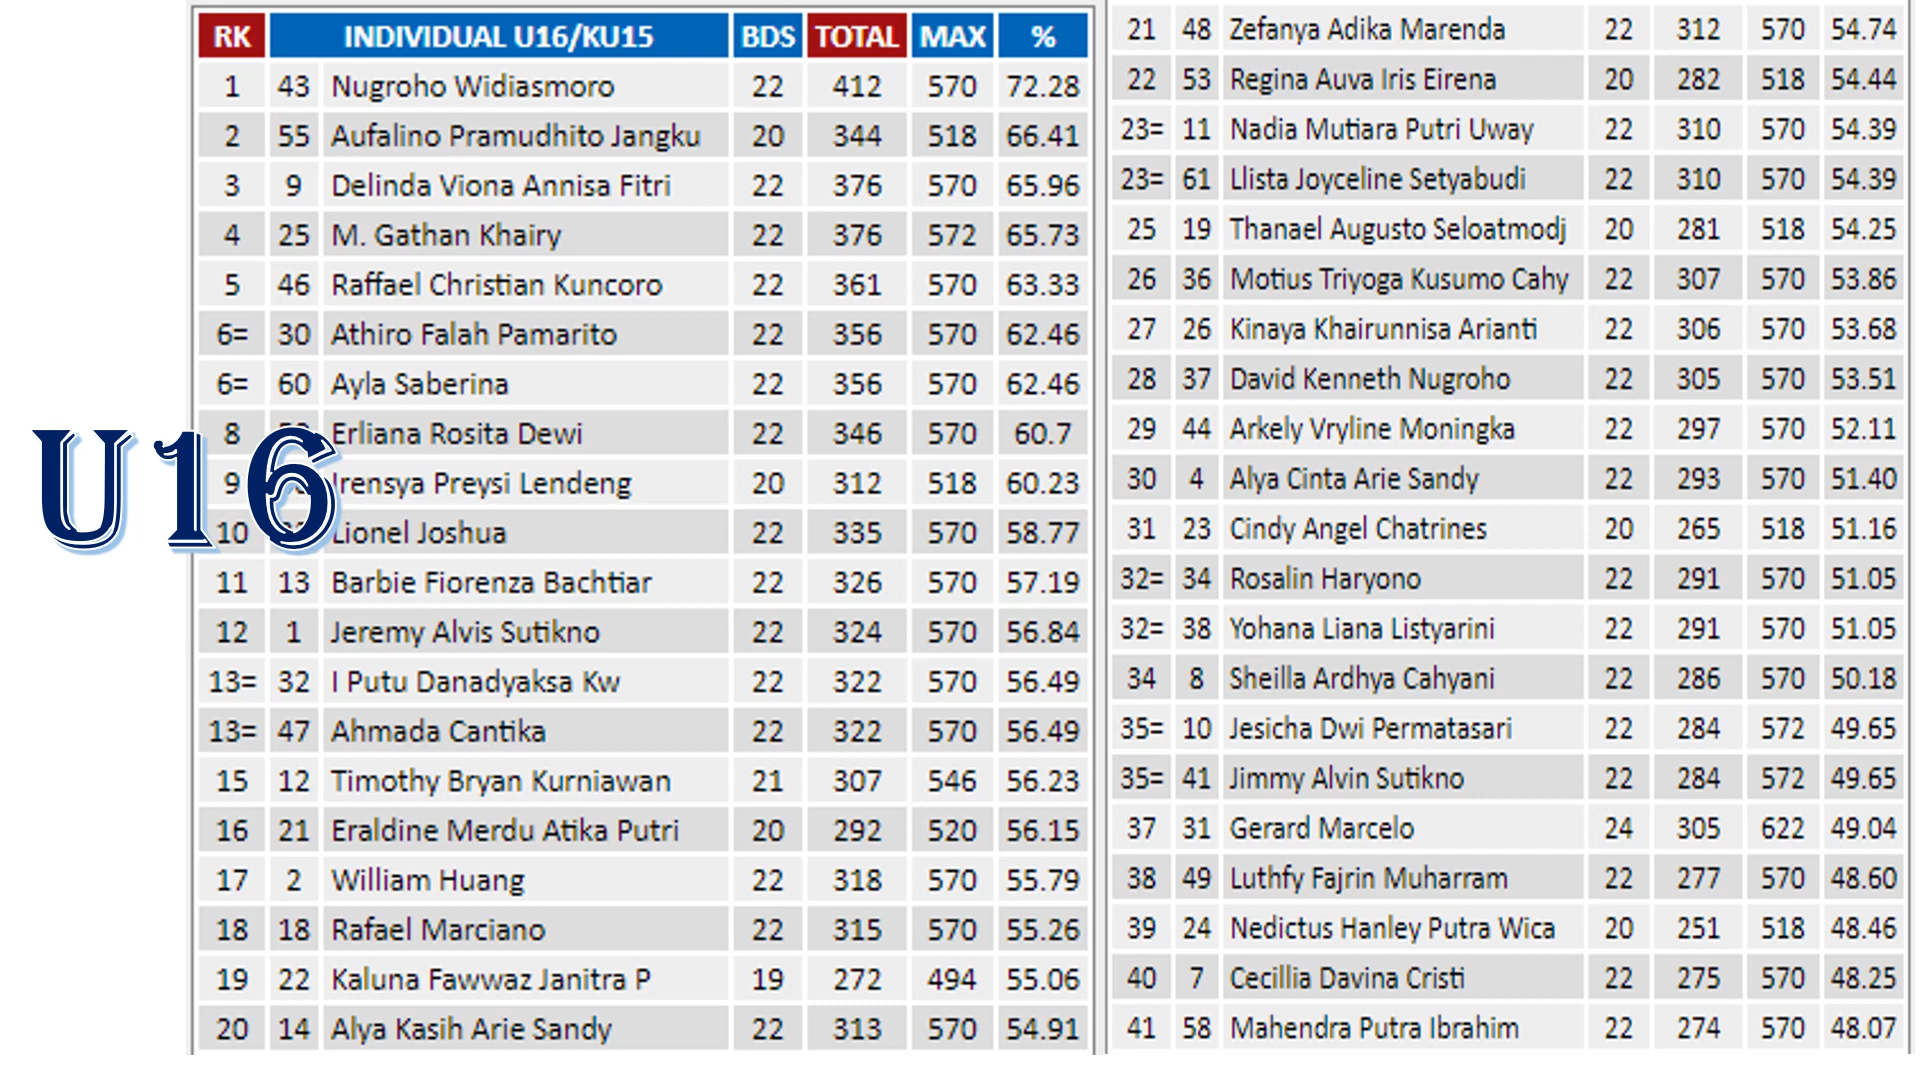 RK INDIVIDUAL U16/KU15 BDS TOTAL MAX %
1 43 Nugroho Widiasmoro 22 412 570 72.28
2 55 Aufalino Pramudhito Jangku 20 344 518 66.41
3 9 Delinda Viona Annisa Fitri 22 376 570 65.96
4 25 M. Gathan Khairy 22 376 572 65.73
5 46 Raffael Christian Kuncoro 22 361 570 63.33
6= 30 Athiro Falah Pamarito 22 356 570 62.46
6= 60 Ayla Saberina 22 356 570 62.46
8 Erliana Rosita Dewi 22 346 570 60.7
U16
9 Irensya Preysi Lendeng 20 312 518 60.23
10 Lionel Joshua 22 335 570 58.77
11 13 Barbie Fiorenza Bachtiar 22 326 570 57.19
12 1 Jeremy Alvis Sutikno 22 324 570 56.84
13= 32 I Putu Danadyaksa Kw 22 322 570 56.49
13= 47 Ahmada Cantika 22 322 570 56.49
15 12 Timothy Bryan Kurniawan 21 307 546 56.23
16 21 Eraldine Merdu Atika Putri 20 292 520 56.15
17 2 William Huang 22 318 570 55.79
18 18 Rafael Marciano 22 315 570 55.26
19 22 Kaluna Fawwaz Janitra P 19 272 494 55.06
20 14 Alya Kasih Arie Sandy 22 313 570 54.91
21 48 Zefanya Adika Marenda 22 312 570 54.74
22 53 Regina Auva Iris Eirena 20 282 518 54.44
23= 11 Nadia Mutiara Putri Uway 22 310 570 54.39
23= 61 Llista Joyceline Setyabudi 22 310 570 54.39
25 19 Thanael Augusto Seloatmodj 20 281 518 54.25
26 36 Motius Triyoga Kusumo Cahy 22 307 570 53.86
27 26 Kinaya Khairunnisa Arianti 22 306 570 53.68
28 37 David Kenneth Nugroho 22 305 570 53.51
29 44 Arkely Vryline Moningka 22 297 570 52.11
30 4 Alya Cinta Arie Sandy 22 293 570 51.40
31 23 Cindy Angel Chatrines 20 265 518 51.16
32= 34 Rosalin Haryono 22 291 570 51.05
32= 38 Yohana Liana Listyarini 22 291 570 51.05
34 8 Sheilla Ardhya Cahyani 22 286 570 50.18
35= 10 Jesicha Dwi Permatasari 22 284 572 49.65
35= 41 Jimmy Alvin Sutikno 22 284 572 49.65
37 31 Gerard Marcelo 24 305 622 49.04
38 49 Luthfy Fajrin Muharram 22 277 570 48.60
39 24 Nedictus Hanley Putra Wica 20 251 518 48.46
40 7 Cecillia Davina Cristi 22 275 570 48.25
41 58 Mahendra Putra Ibrahim 22 274 570 48.07